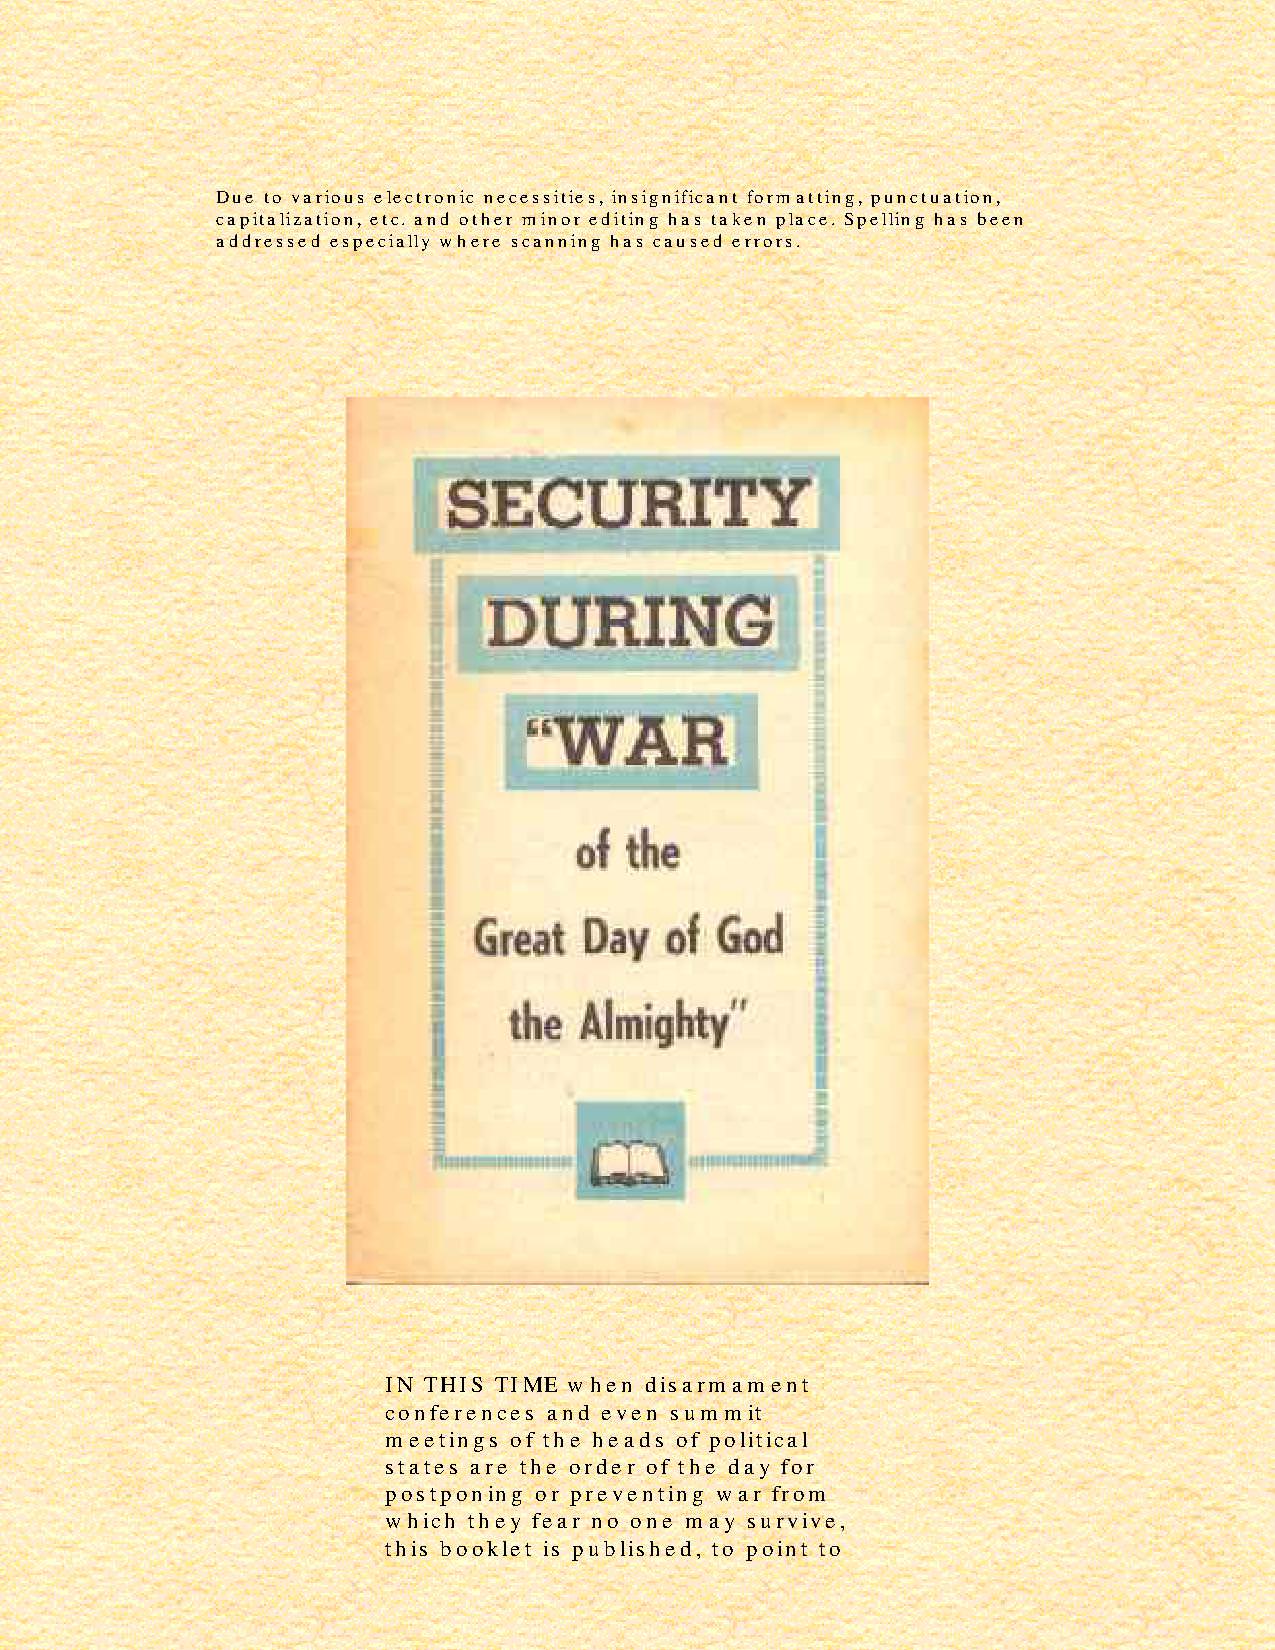 Due to various electronic necessities, insignificant formatting, punctuation,
capitalization, etc. and other minor editing has taken place. Spelling has been
addressed especially where scanning has caused errors.
SECURITY
DURING
“WAR
of the
Great Day of God
the Almighty"
IN THIS TIME when disarmament
conferences and even summit
meetings of the heads of political
states are the order of the day for
postponing or preventing war from
which they fear no one may survive,
this booklet is published, to point to